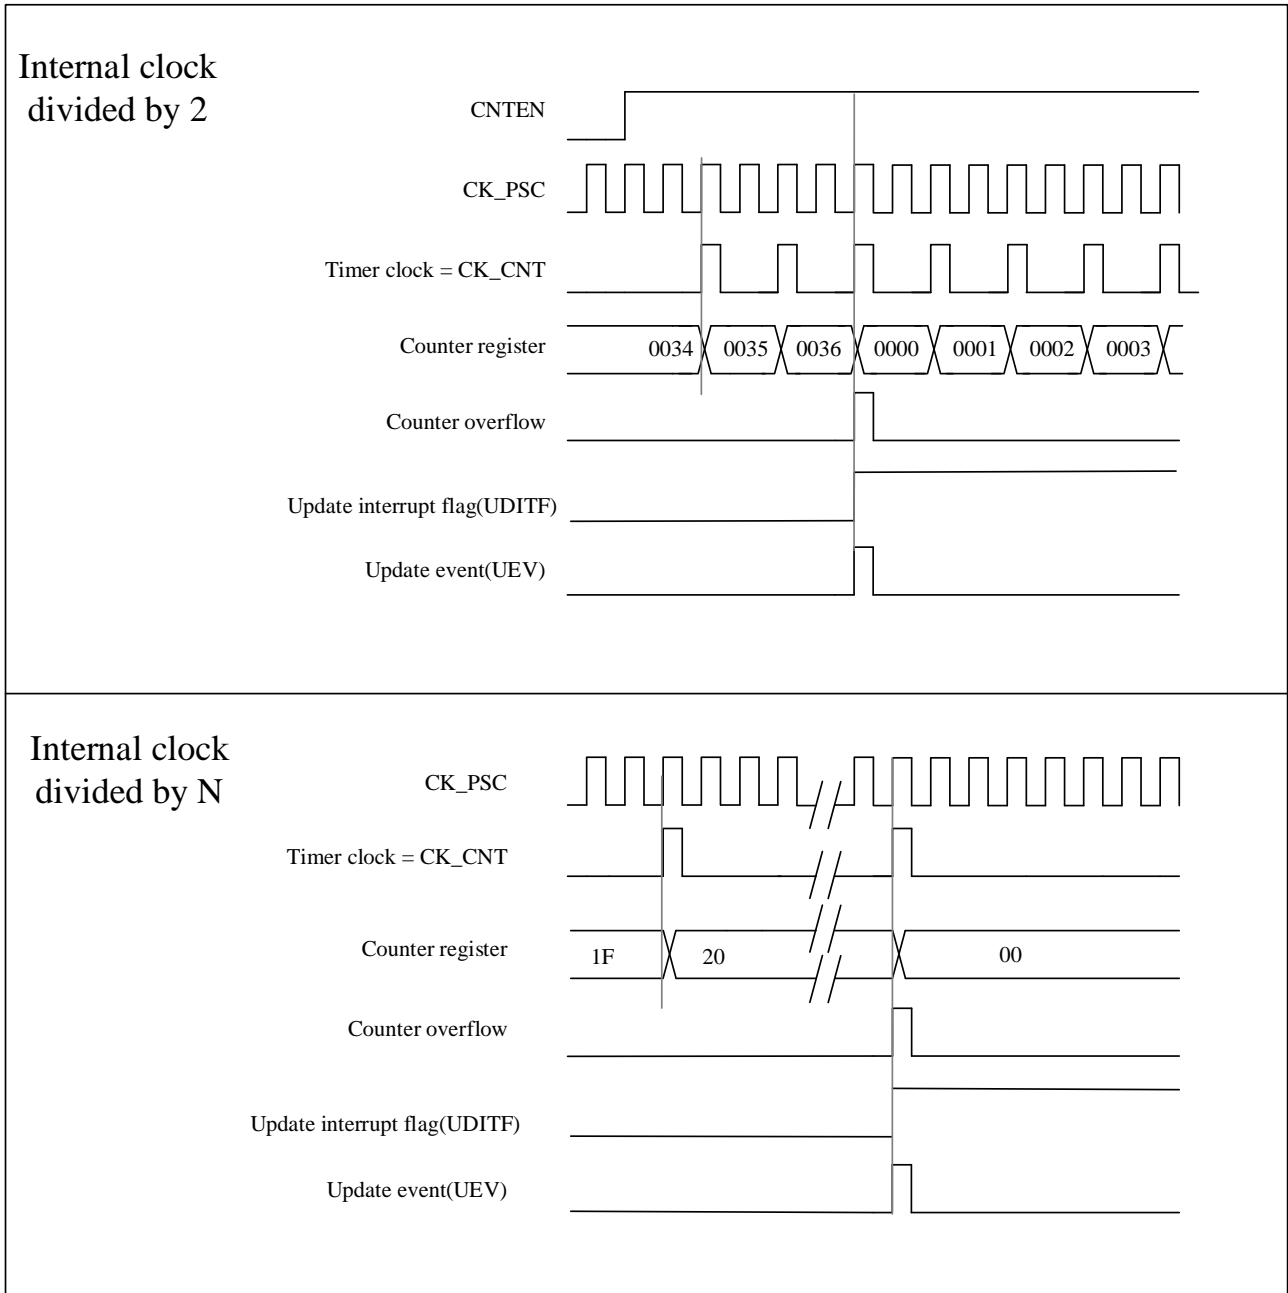 Internal clock
divided by 2
CNTEN
CK_PSC
Timer clock = CK_CNT
Counter register
0034 0035 0036 0000 0001 0002 0003
Counter overflow
Update interrupt flag(UDITF)
Update event(UEV)
Internal clock
divided by N
CK_PSC
Timer clock = CK_CNT
Counter register
1F 20 00
Counter overflow
Update interrupt flag(UDITF)
Update event(UEV)